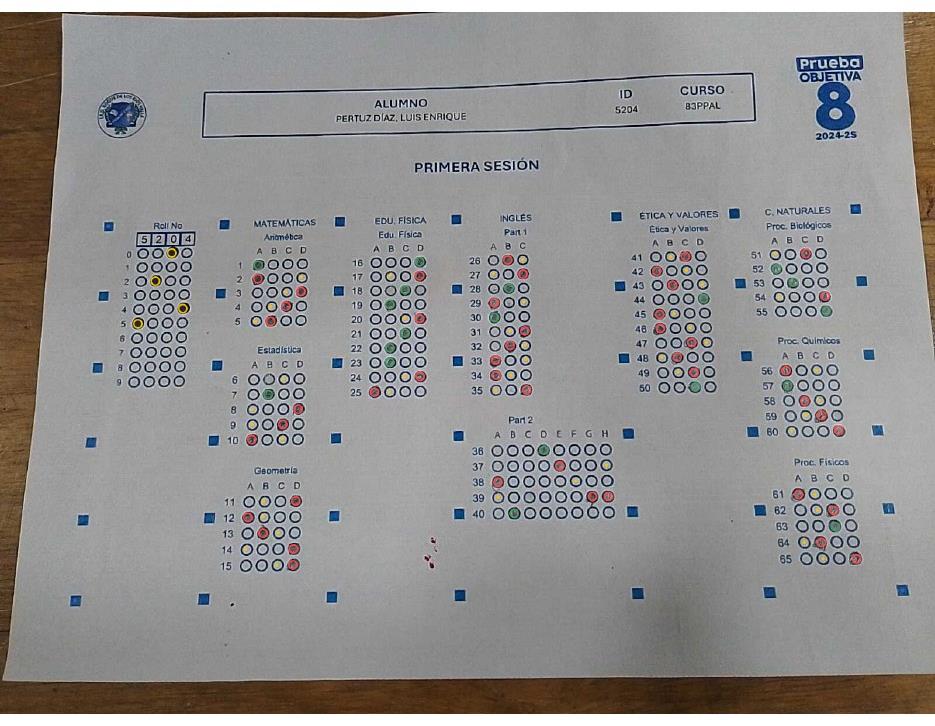 Prueba
OBJETIVA
8
2024-25
ALUMNO
PERTUZ DÍAZ, LUIS ENRIQUE
ID
5204
CURSO
83PPAL
PRIMERA SESIÓN
Roll No
5 2 0 4
0
1
2
3
4
5
6
7
8
9
MATEMÁTICAS
Aritmética
A B C D
1
2
3
4
5
Estadística
A B C D
6
7
8
9
10
Geometría
A B C D
11
12
13
14
15
EDU. FÍSICA
Edu. Física
A B C D
16
17
18
19
20
21
22
23
24
25
INGLÉS
Part 1
A B C
26
27
28
29
30
31
32
33
34
35
Part 2
A B C D E F G H
36
37
38
39
40
ÉTICA Y VALORES
Ética y Valores
A B C D
41
42
43
44
45
46
47
48
49
50
C. NATURALES
Proc. Biológicos
A B C D
51
52
53
54
55
Proc. Químicos
A B C D
56
57
58
59
60
Proc. Físicos
A B C D
61
62
63
64
65